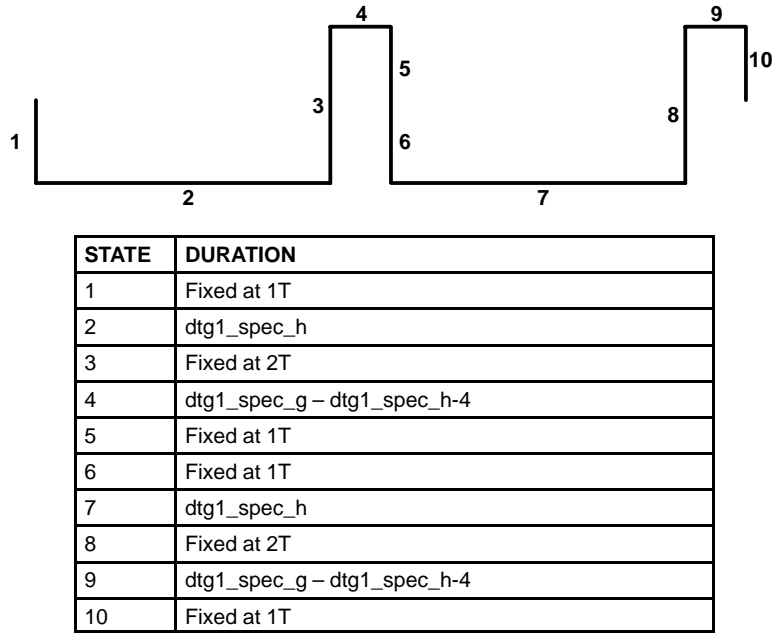 4
9
5
10
3
8
1
6
2
7
STATE DURATION
1 Fixed at 1T
2 dtg1_spec_h
3 Fixed at 2T
4 dtg1_spec_g – dtg1_spec_h-4
5 Fixed at 1T
6 Fixed at 1T
7 dtg1_spec_h
8 Fixed at 2T
9 dtg1_spec_g – dtg1_spec_h-4
10 Fixed at 1T